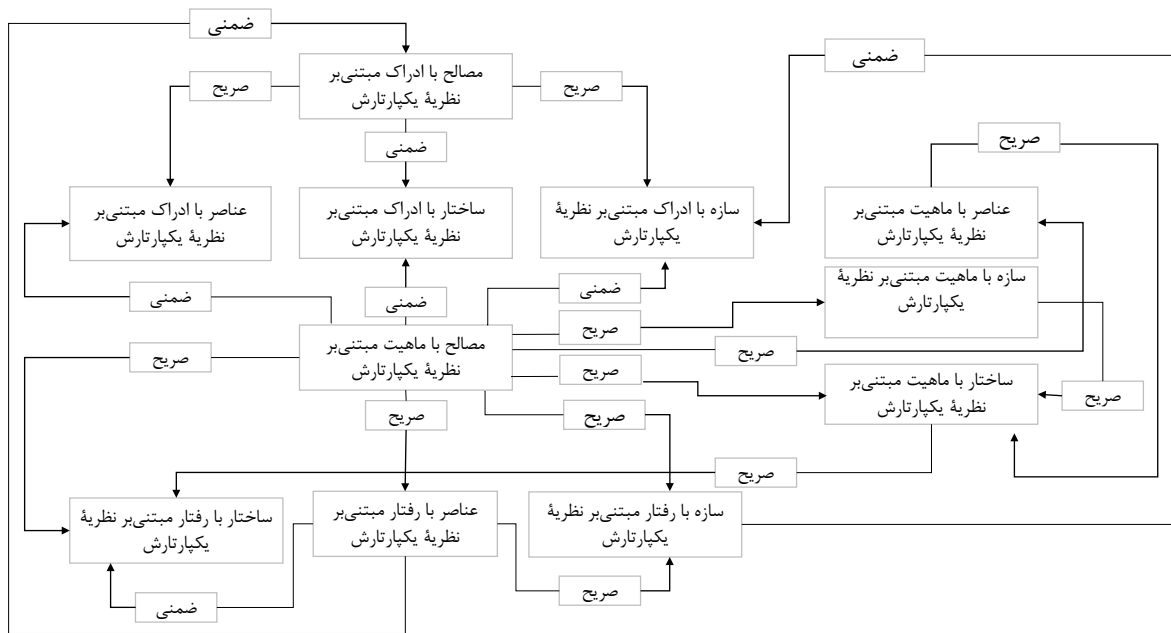 ضمنی
ضمنی
مصالح با ادراک مبتنی‌بر
نظریهٔ یکپارتارش
صریح
صریح
صریح
ضمنی
عناصر با ادراک مبتنی‌بر
نظریهٔ یکپارتارش
ساختار با ادراک مبتنی‌بر
نظریهٔ یکپارتارش
سازه با ادراک مبتنی‌بر نظریهٔ
یکپارتارش
عناصر با ماهیت مبتنی‌بر
نظریهٔ یکپارتارش
سازه با ماهیت مبتنی‌بر نظریهٔ
یکپارتارش
ضمنی
ضمنی
ضمنی
صریح
مصالح با ماهیت مبتنی‌بر
نظریهٔ یکپارتارش
صریح
صریح
صریح
ساختار با ماهیت مبتنی‌بر
نظریهٔ یکپارتارش
صریح
صریح
صریح
صریح
ساختار با رفتار مبتنی‌بر نظریهٔ
یکپارتارش
عناصر با رفتار مبتنی‌بر
نظریهٔ یکپارتارش
سازه با رفتار مبتنی‌بر نظریهٔ
یکپارتارش
صریح
ضمنی